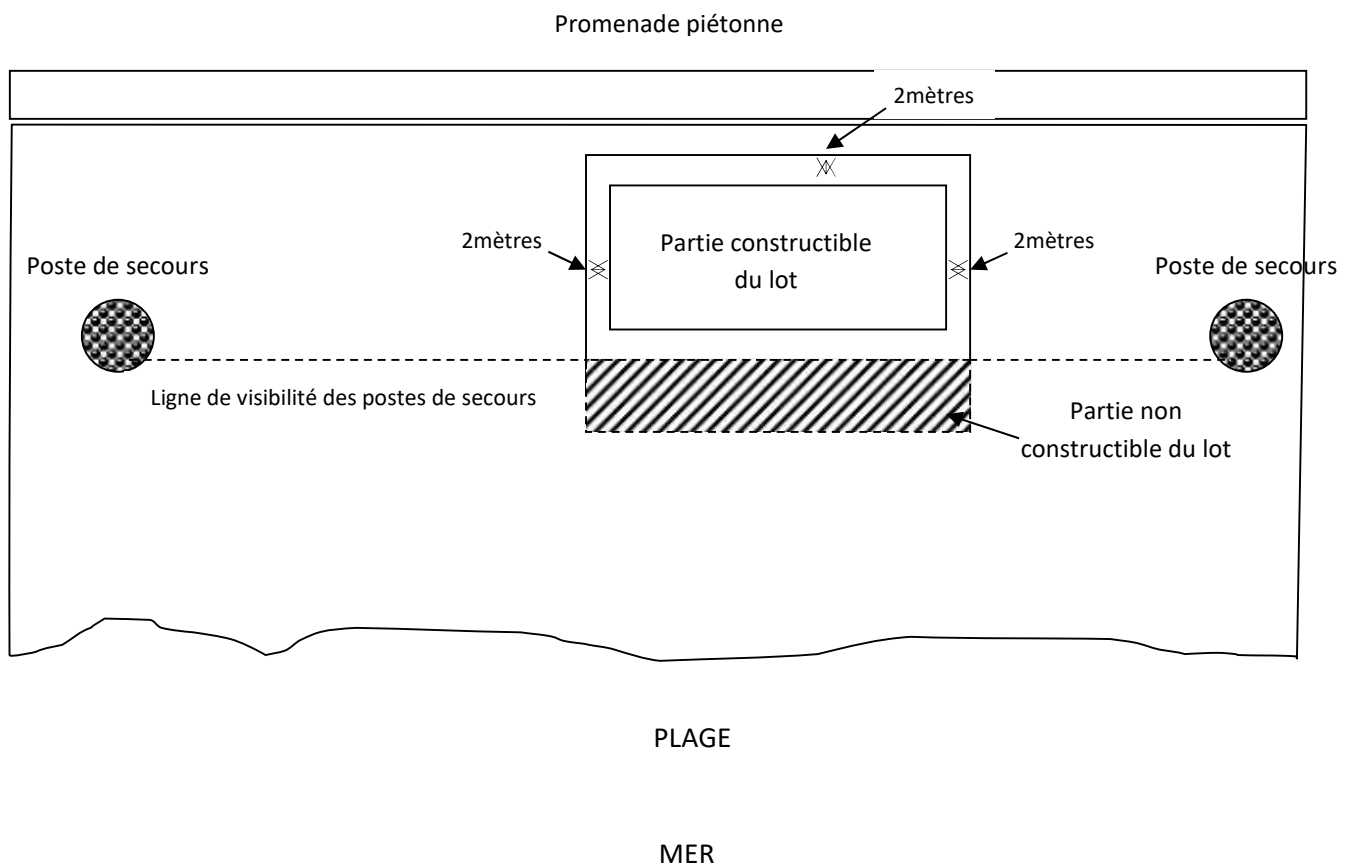 Promenade piétonne
2mètres
2mètres
Partie constructible
du lot
2mètres
Poste de secours
Poste de secours
Ligne de visibilité des postes de secours
Partie non
constructible du lot
PLAGE
MER